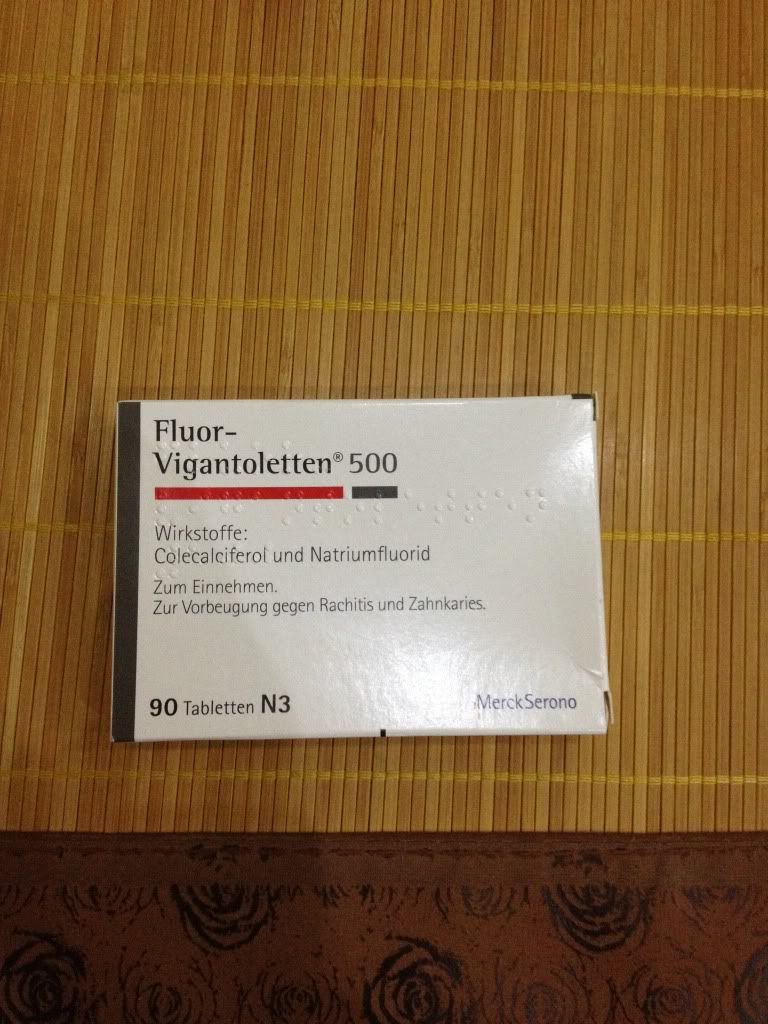 Fluor-
Vigantoletten® 500
Wirkstoffe:
Colecalciferol und Natriumfluorid
Zum Einnehmen.
Zur Vorbeugung gegen Rachitis und Zahnkaries.
90 Tabletten N3
MerckSerono